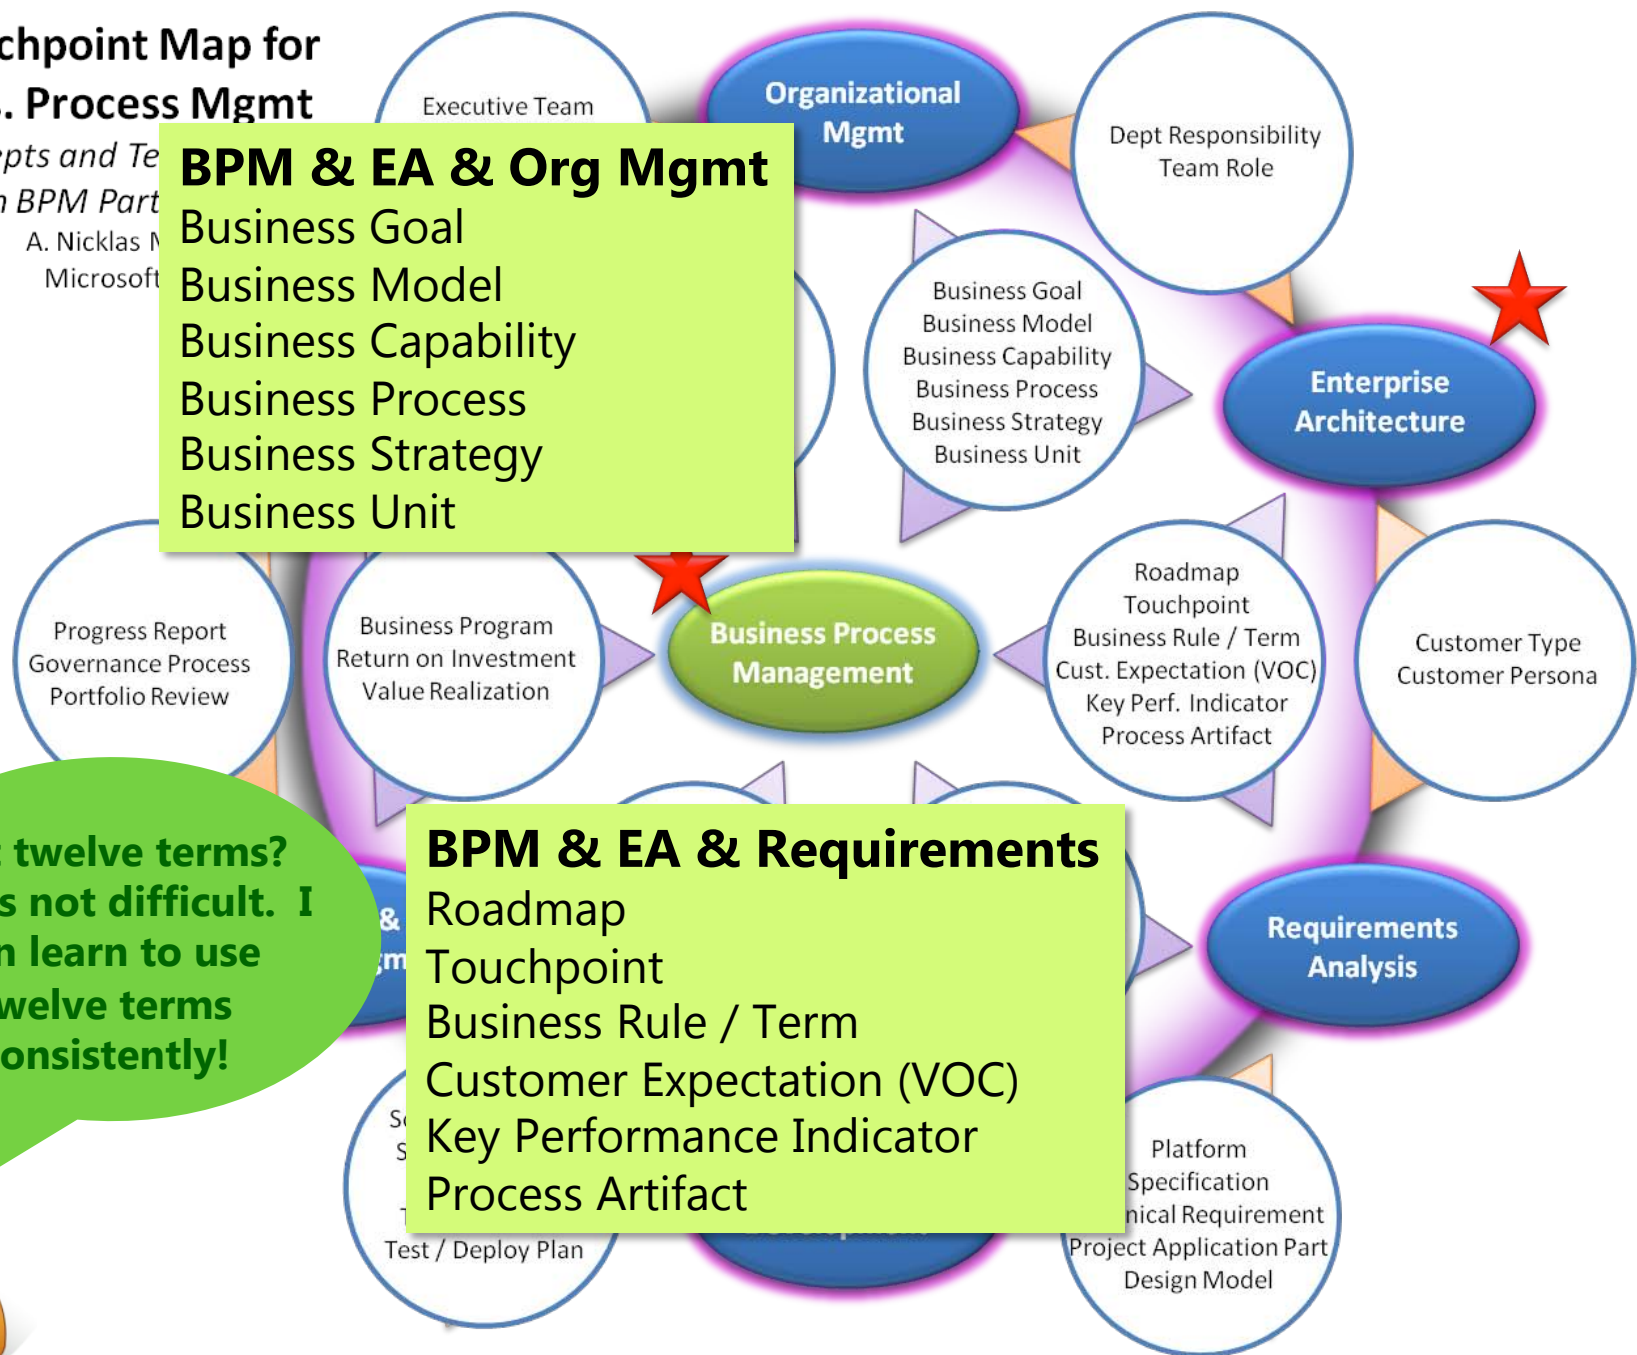 chpoint Map for
. Process Mgmt
epts and Te
n BPM Part
A. Nicklas
Microsoft
Executive Team
Organizational
Mgmt
Dept Responsibility
Team Role
BPM & EA & Org Mgmt
Business Goal
Business Model
Business Capability
Business Process
Business Strategy
Business Unit
Business Goal
Business Model
Business Capability
Business Process
Business Strategy
Business Unit
Enterprise
Architecture
Progress Report
Governance Process
Portfolio Review
Business Program
Return on Investment
Value Realization
Business Process
Management
Roadmap
Touchpoint
Business Rule / Term
Cust. Expectation (VOC)
Key Perf. Indicator
Process Artifact
Customer Type
Customer Persona
twelve terms?
s not difficult. I
n learn to use
welve terms
onsistently!
&
gm
BPM & EA & Requirements
Roadmap
Touchpoint
Business Rule / Term
Customer Expectation (VOC)
Key Performance Indicator
Process Artifact
Requirements
Analysis
Test / Deploy Plan
Platform
Specification
nical Requirement
Project Application Part
Design Model